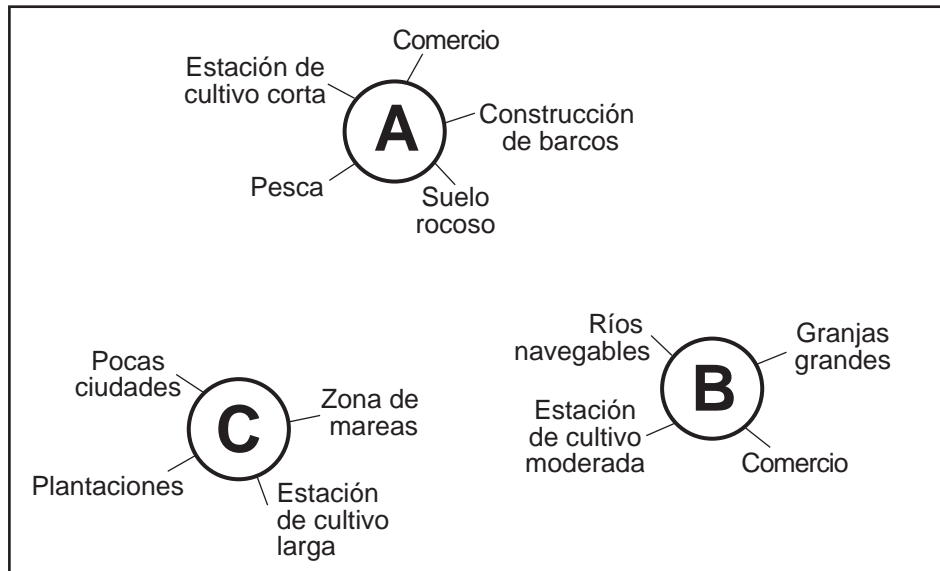 Comercio
Estación de
cultivo corta
A
Construcción
de barcos
Pesca
Suelo
rocoso
Ríos
navegables
Granjas
grandes
B
Estación
de cultivo
moderada
Comercio
Pocas
ciudades
C
Zona de
mareas
Plantaciones
Estación
de cultivo
larga